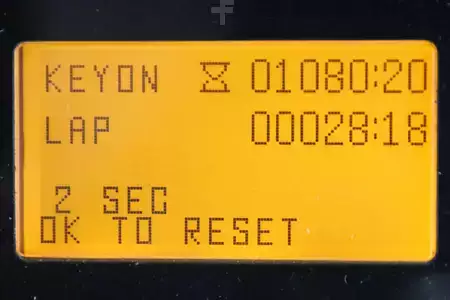 KEYON 01080:20
LAP 00028:18
2 SEC
OK TO RESET